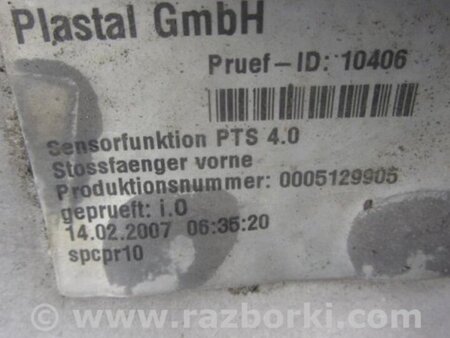 Plastal GmbH
Pruef-ID: 10406
Sensorfunktion PTS 4.0
Stossfaenger vorne
Produktionsnummer: 0005129905
geprueft: i.O
14.02.2007 06:35:20
spcpr10
© www.razborki.com